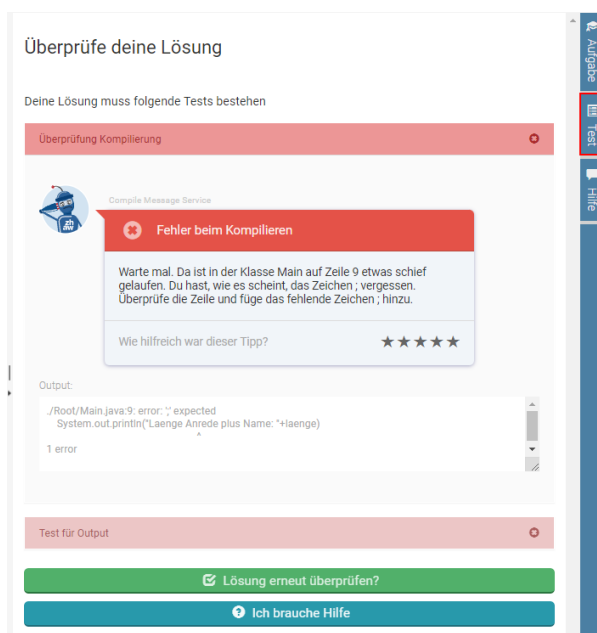 Überprüfe deine Lösung
Deine Lösung muss folgende Tests bestehen
Überprüfung Kompilierung
Compile Message Service
zh
aw
Fehler beim Kompilieren
Warte mal. Da ist in der Klasse Main auf Zeile 9 etwas schief
gelaufen. Du hast, wie es scheint, das Zeichen ; vergessen.
Überprüfe die Zeile und füge das fehlende Zeichen ; hinzu.
Wie hilfreich war dieser Tipp?
Output:
./Root/Main.java:9: error: ';' expected
System.out.println("Laenge Anrede plus Name: "+laenge)
^
1 error
Test für Output
Lösung erneut überprüfen?
Ich brauche Hilfe
Aufgabe
Test
Hilfe